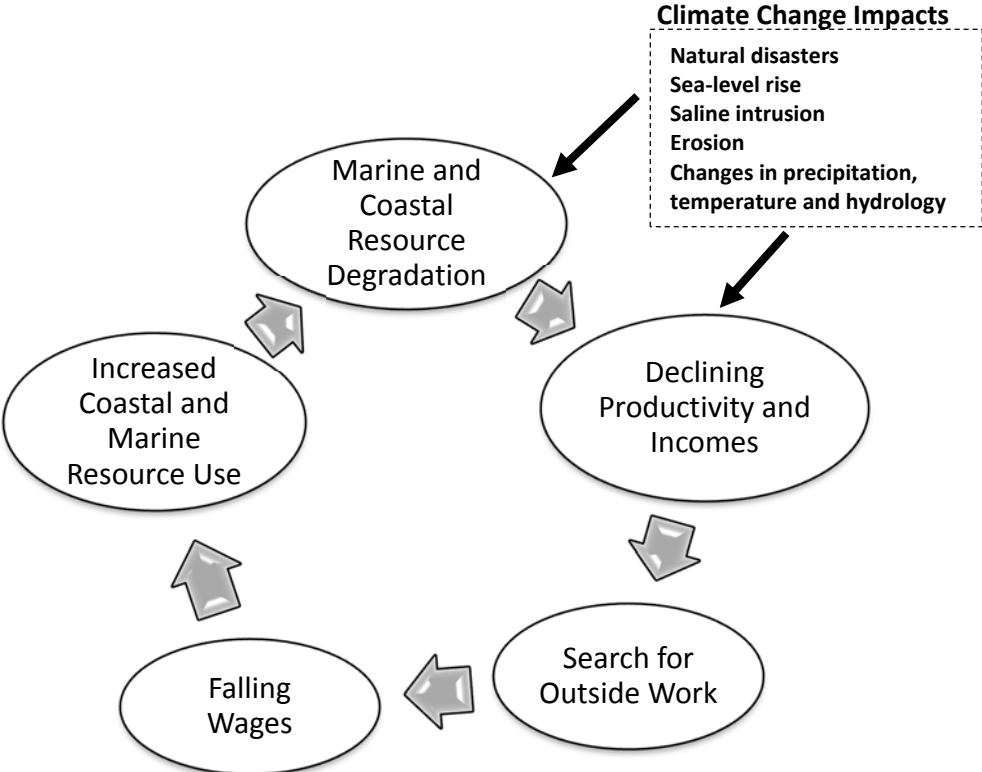 Climate Change Impacts
Natural disasters
Sea-level rise
Saline intrusion
Erosion
Changes in precipitation,
temperature and hydrology
Marine and
Coastal
Resource
Degradation
Declining
Productivity and
Incomes
Search for
Outside Work
Falling
Wages
Increased
Coastal and
Marine
Resource Use